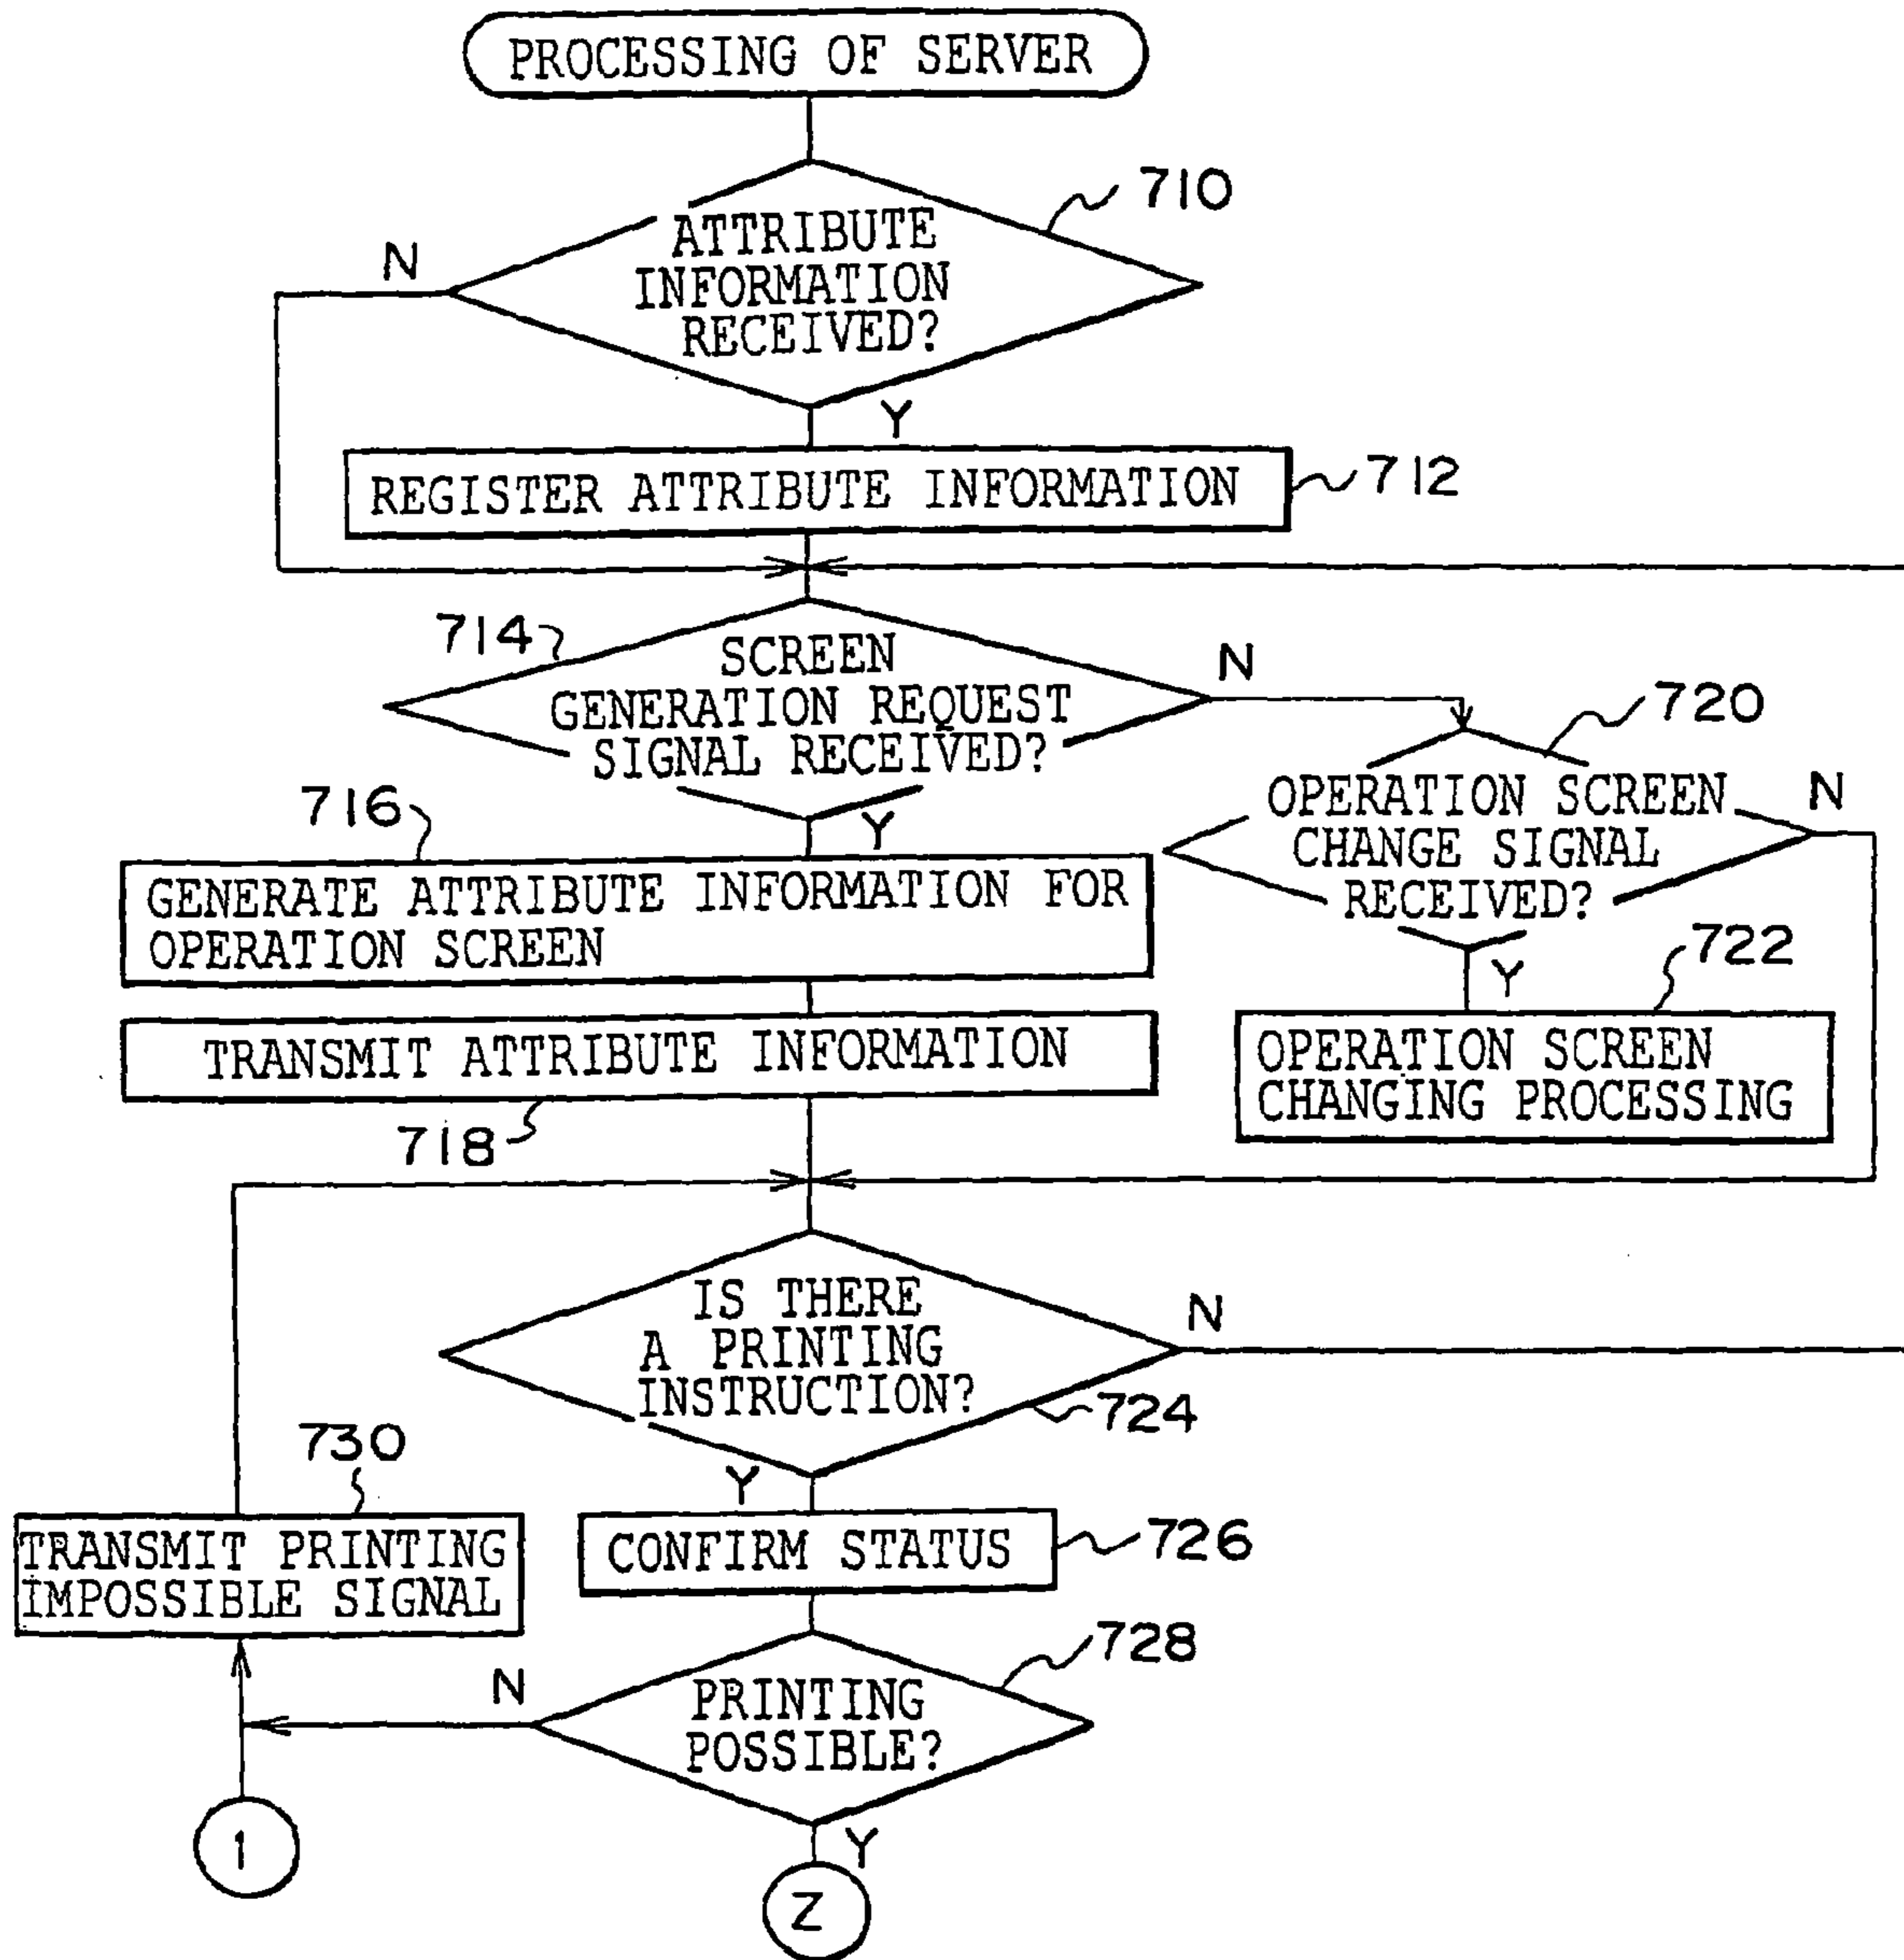 PROCESSING OF SERVER
710
ATTRIBUTE
INFORMATION
RECEIVED?
N
Y
REGISTER ATTRIBUTE INFORMATION
712
714
SCREEN
GENERATION REQUEST
SIGNAL RECEIVED?
N
Y
720
OPERATION SCREEN
CHANGE SIGNAL
RECEIVED?
N
Y
716
GENERATE ATTRIBUTE INFORMATION FOR
OPERATION SCREEN
722
OPERATION SCREEN
CHANGING PROCESSING
TRANSMIT ATTRIBUTE INFORMATION
718
IS THERE
A PRINTING
INSTRUCTION?
N
724
Y
730
TRANSMIT PRINTING
IMPOSSIBLE SIGNAL
CONFIRM STATUS
726
728
PRINTING
POSSIBLE?
N
Y
1
Z